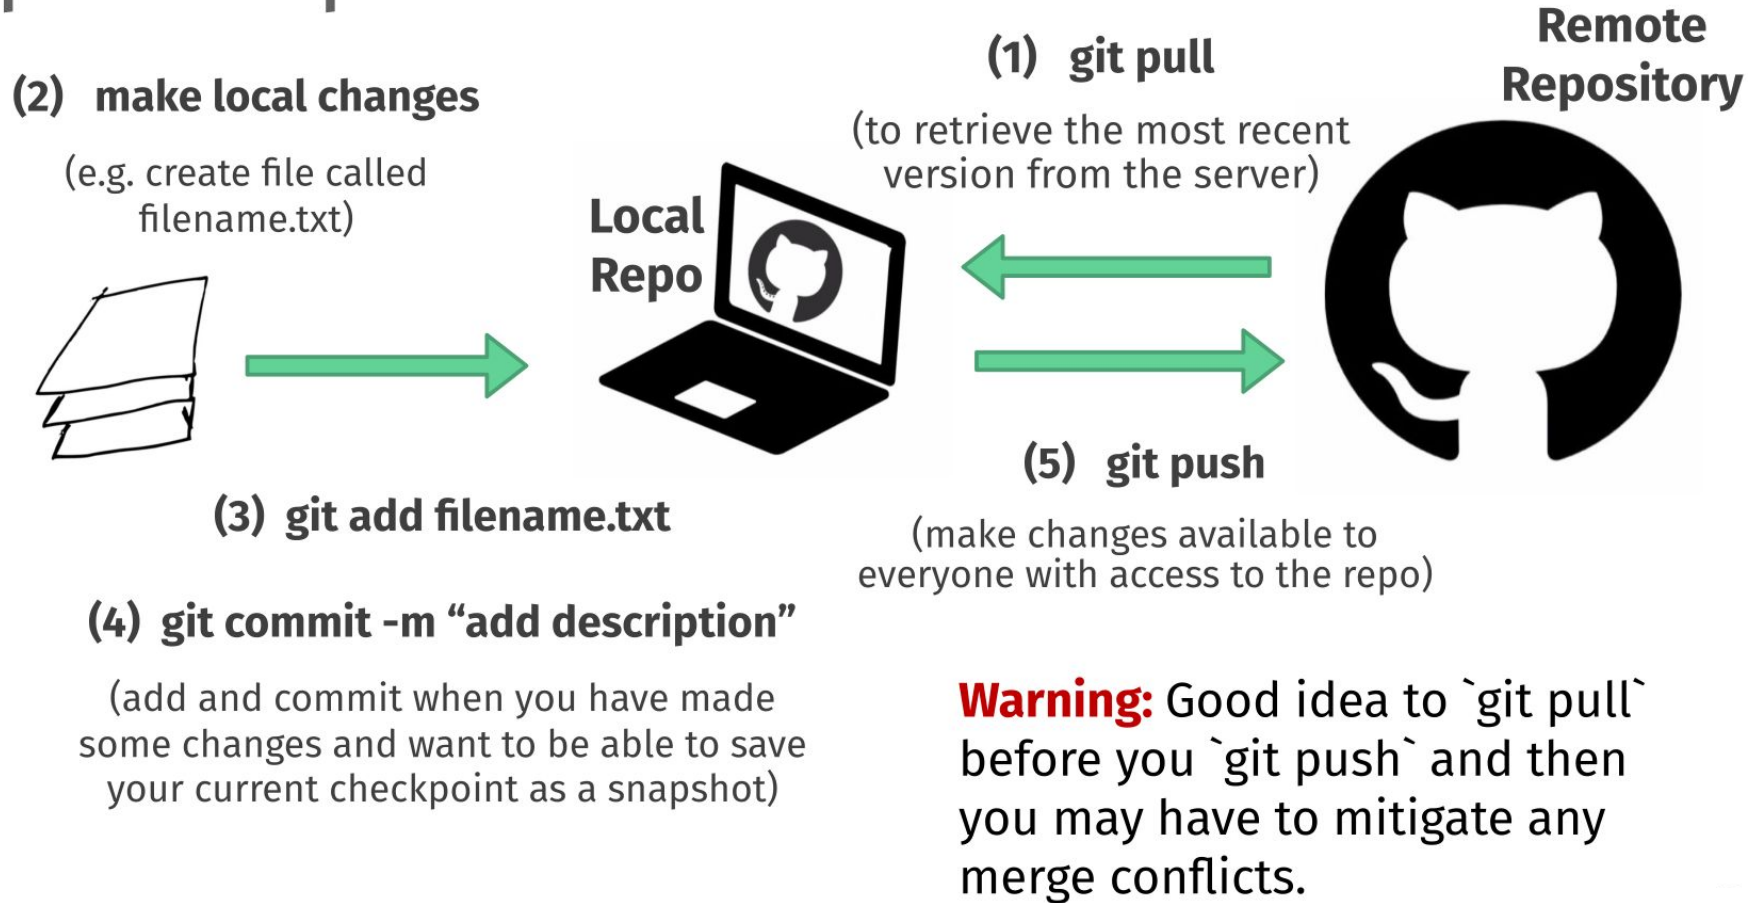 (2) make local changes
(e.g. create file called
filename.txt)
Local
Repo
(1) git pull
(to retrieve the most recent
version from the server)
Remote
Repository
(3) git add filename.txt
(4) git commit -m “add description”
(add and commit when you have made
some changes and want to be able to save
your current checkpoint as a snapshot)
(5) git push
(make changes available to
everyone with access to the repo)
Warning: Good idea to `git pull`
before you `git push` and then
you may have to mitigate any
merge conflicts.